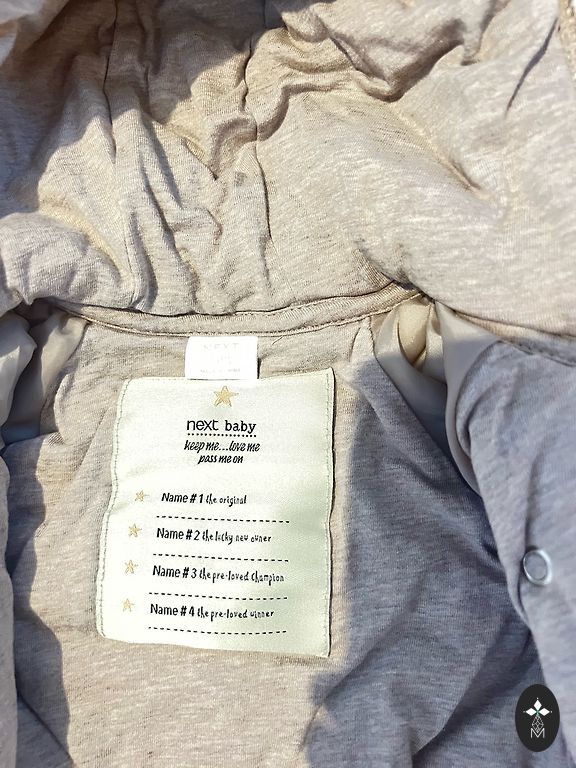 NEXT
next baby
keep me...love me
pass me on
Name # 1 the original
Name # 2 the lucky new owner
Name # 3 the pre-loved champion
Name # 4 the pre-loved winner
M